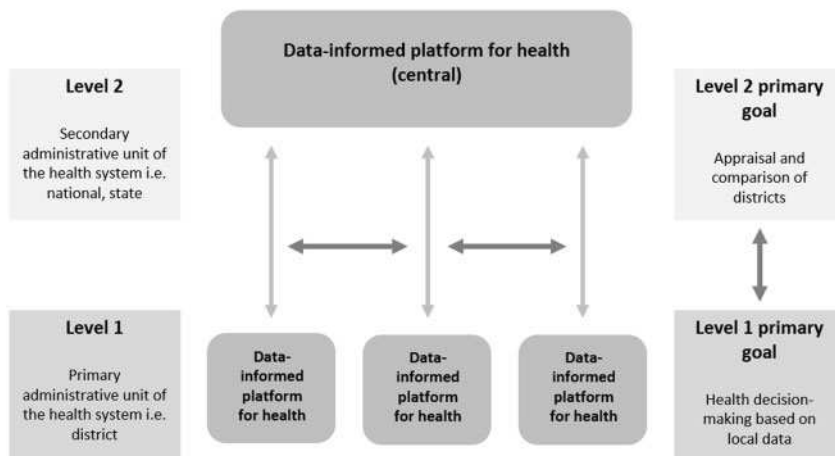 Data-informed platform for health
(central)
Level 2
Secondary
administrative unit of
the health system i.e.
national, state
Level 2 primary
goal
Appraisal and
comparison of
districts
Level 1
Primary
administrative unit of
the health system i.e.
district
Data-
informed
platform
for health
Data-
informed
platform
for health
Data-
informed
platform
for health
Level 1 primary
goal
Health decision-
making based on
local data